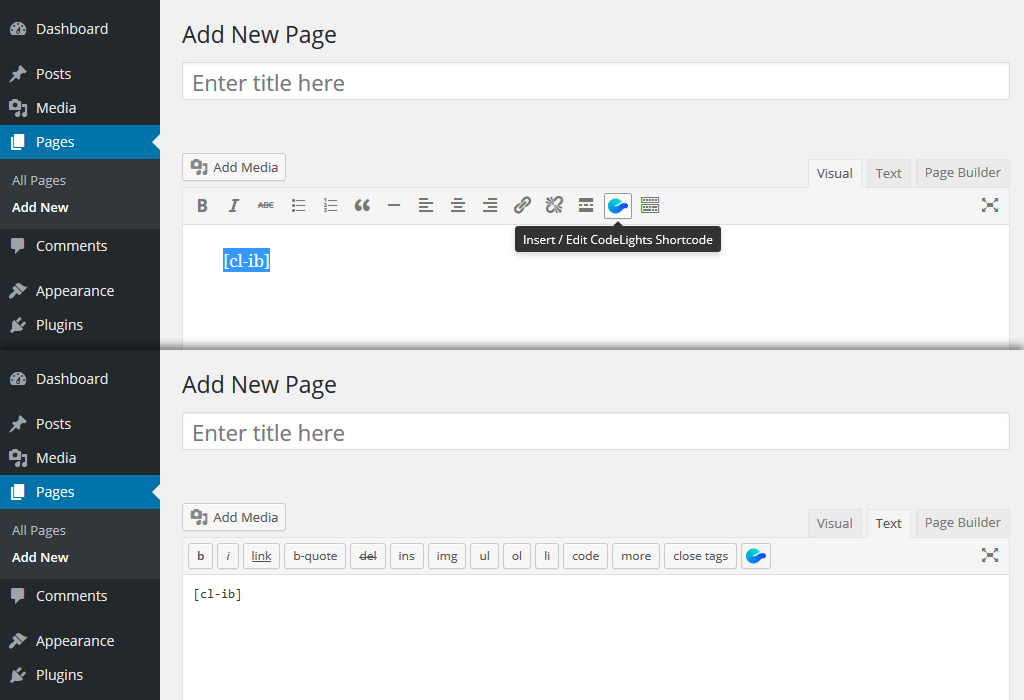 Dashboard
Posts
Media
Pages
All Pages
Add New
Comments
Appearance
Plugins
Add New Page
Enter title here
Add Media
Visual
Text
Page Builder
B I ABC
Insert / Edit CodeLights Shortcode
[cl-ib]
Dashboard
Posts
Media
Pages
All Pages
Add New
Comments
Appearance
Plugins
Add New Page
Enter title here
Add Media
Visual
Text
Page Builder
b i link b-quote del ins img ul ol li code more close tags
[cl-ib]